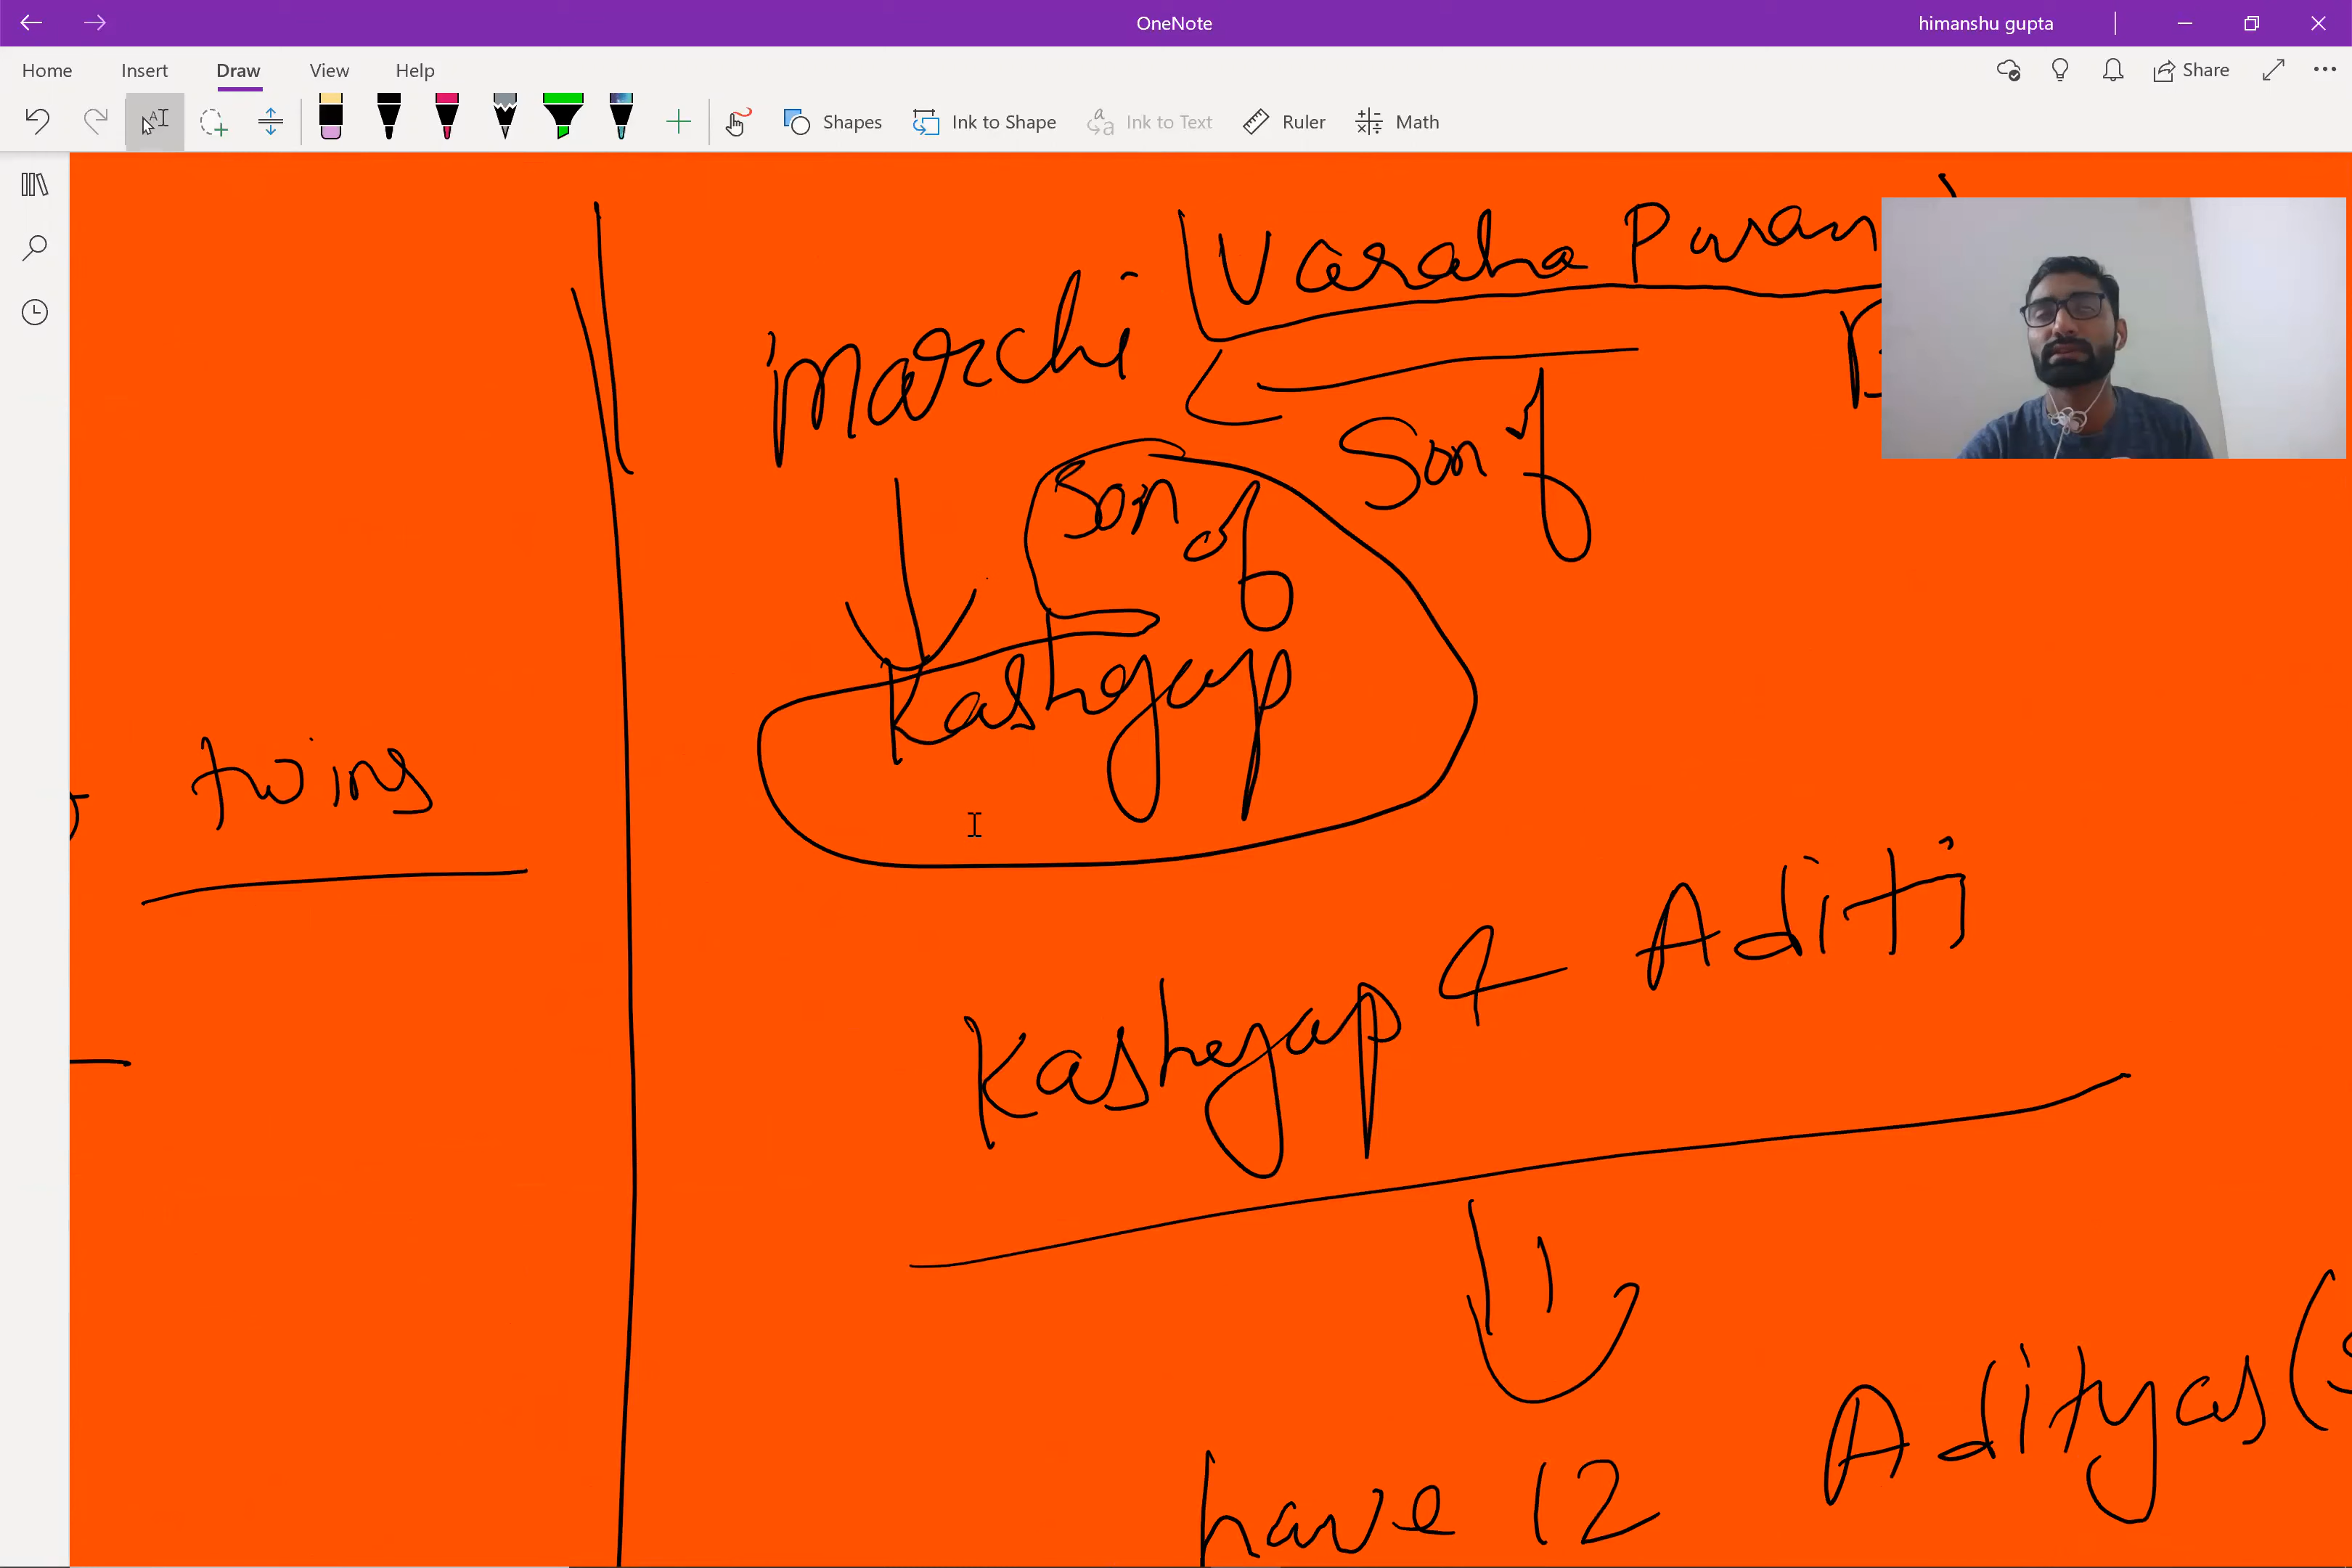 OneNote
himanshu gupta
Home Insert Draw View Help
Share
Shapes Ink to Shape Ink to Text Ruler Math
Varaha Puran
marchi
Son of
Son of
Kashyap
twins
Kashyap & Aditi
Adityas(
have 12